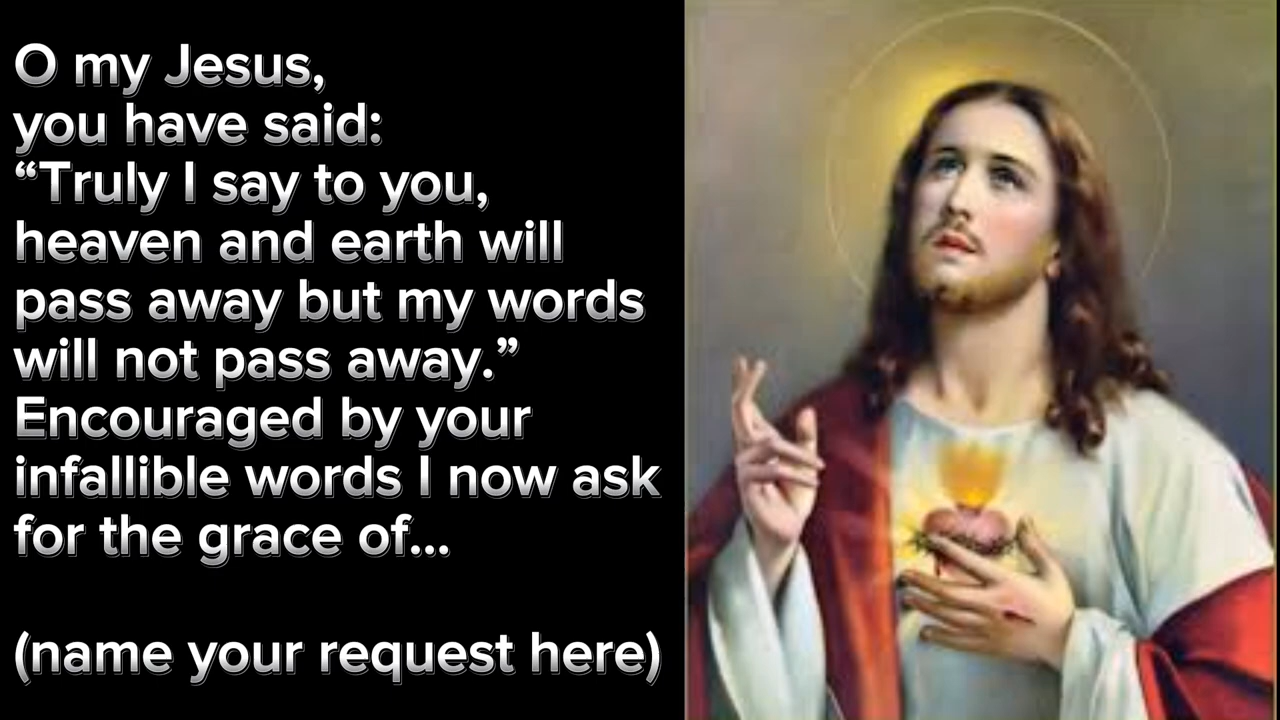 O my Jesus,
you have said:
“Truly I say to you,
heaven and earth will
pass away but my words
will not pass away.”
Encouraged by your
infallible words I now ask
for the grace of...
(name your request here)